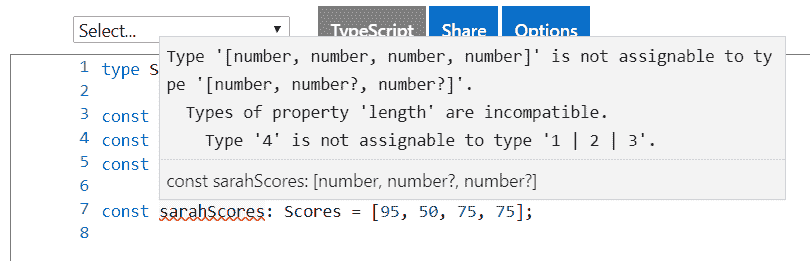 Select... ▼ TypeScript Share Options
Type '[number, number, number, number]' is not assignable to ty
pe '[number, number?, number?]'.
Types of property 'length' are incompatible.
Type '4' is not assignable to type '1 | 2 | 3'.
const sarahScores: [number, number?, number?]
1 type S
2
3 const
4 const
5 const
6
7 const sarahScores: Scores = [95, 50, 75, 75];
8